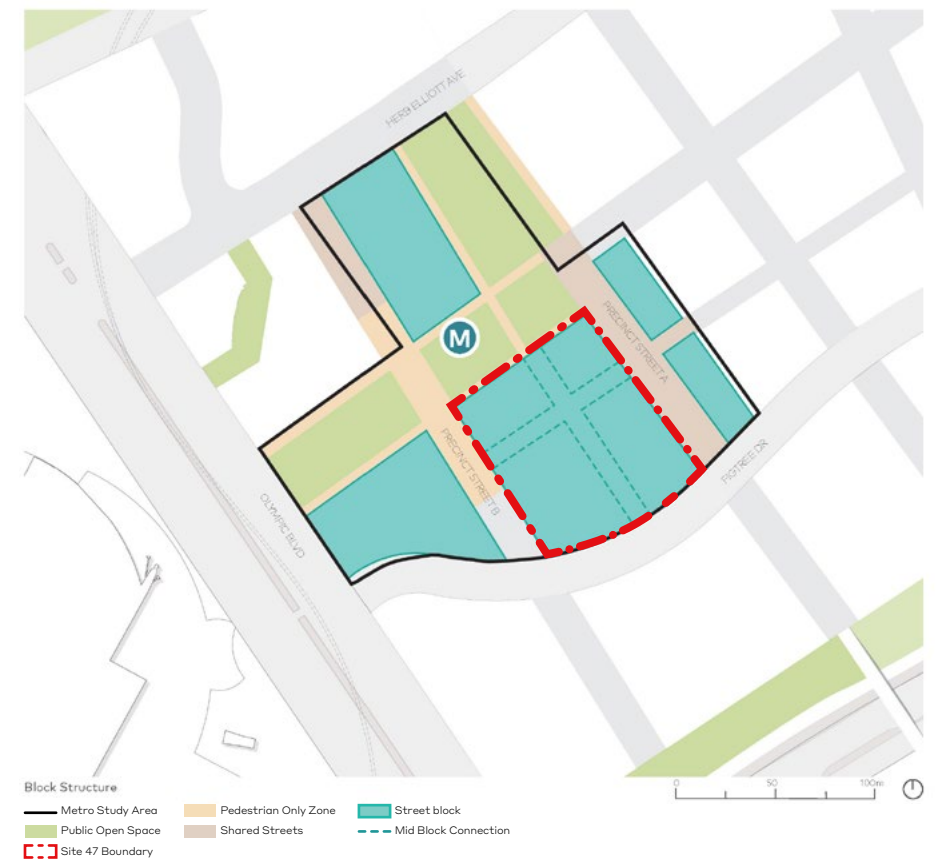 HERB ELLIOTT AVE
M
PRECINCT STREET A
PRECINCT STREET B
FIGTREE DR
OLYMPIC BLVD
Block Structure
0 50 100m
Metro Study Area Pedestrian Only Zone Street block
Public Open Space Shared Streets Mid Block Connection
Site 47 Boundary